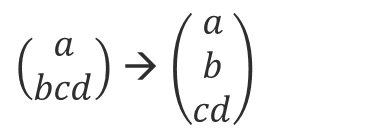 (a bcd) → (a b cd)